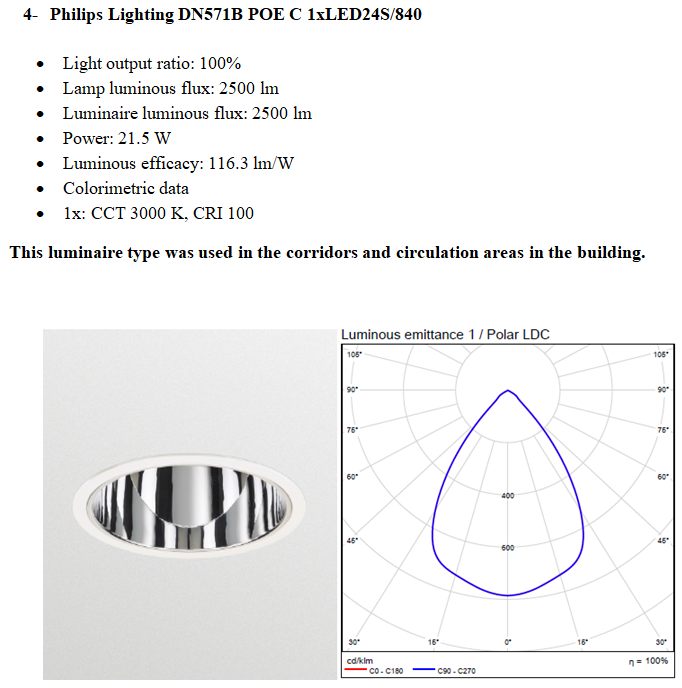 4- Philips Lighting DN571B POE C 1xLED24S/840
• Light output ratio: 100%
• Lamp luminous flux: 2500 lm
• Luminaire luminous flux: 2500 lm
• Power: 21.5 W
• Luminous efficacy: 116.3 lm/W
• Colorimetric data
• 1x: CCT 3000 K, CRI 100
This luminaire type was used in the corridors and circulation areas in the building.
Luminous emittance 1 / Polar LDC
105° 105°
90° 90°
75° 75°
60° 60°
400
45° 45°
600
30° 15° 0° 15° 30°
cd/klm η = 100%
C0 - C180 C90 - C270